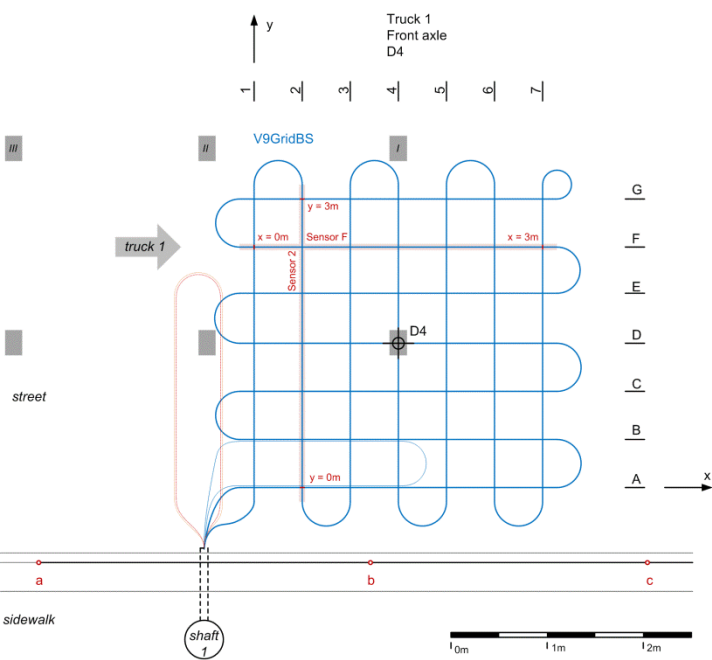 Truck 1
Front axle
D4
y
1
2
3
4
5
6
7
V9GridBS
III
II
I
G
y = 3m
x = 0m
Sensor F
x = 3m
F
truck 1
Sensor 2
E
D4
D
street
C
B
y = 0m
A
x
a
b
c
sidewalk
shaft
1
0m
1m
2m